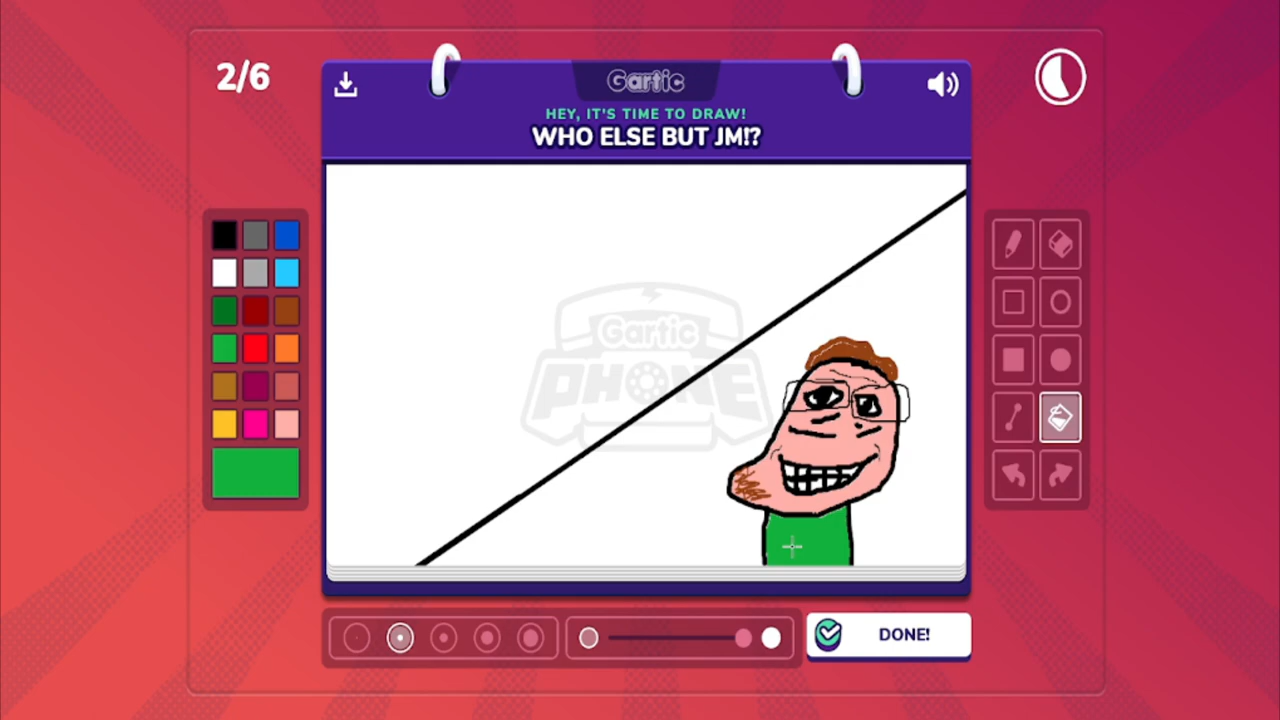 2/6
Gartic
HEY, IT'S TIME TO DRAW!
WHO ELSE BUT JM!?
Gartic
PHONE
DONE!